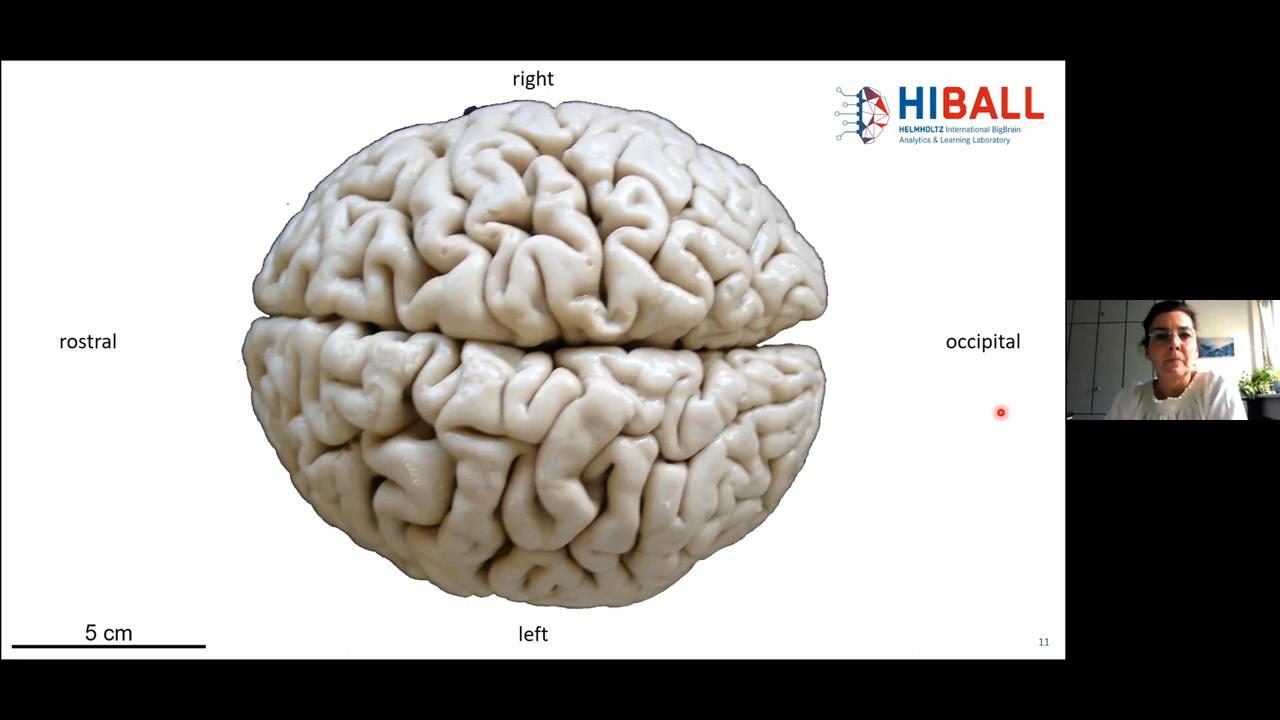 right
HIBALL
HELMHOLTZ International BigBrain
Analytics & Learning Laboratory
rostral
occipital
5 cm
left
11